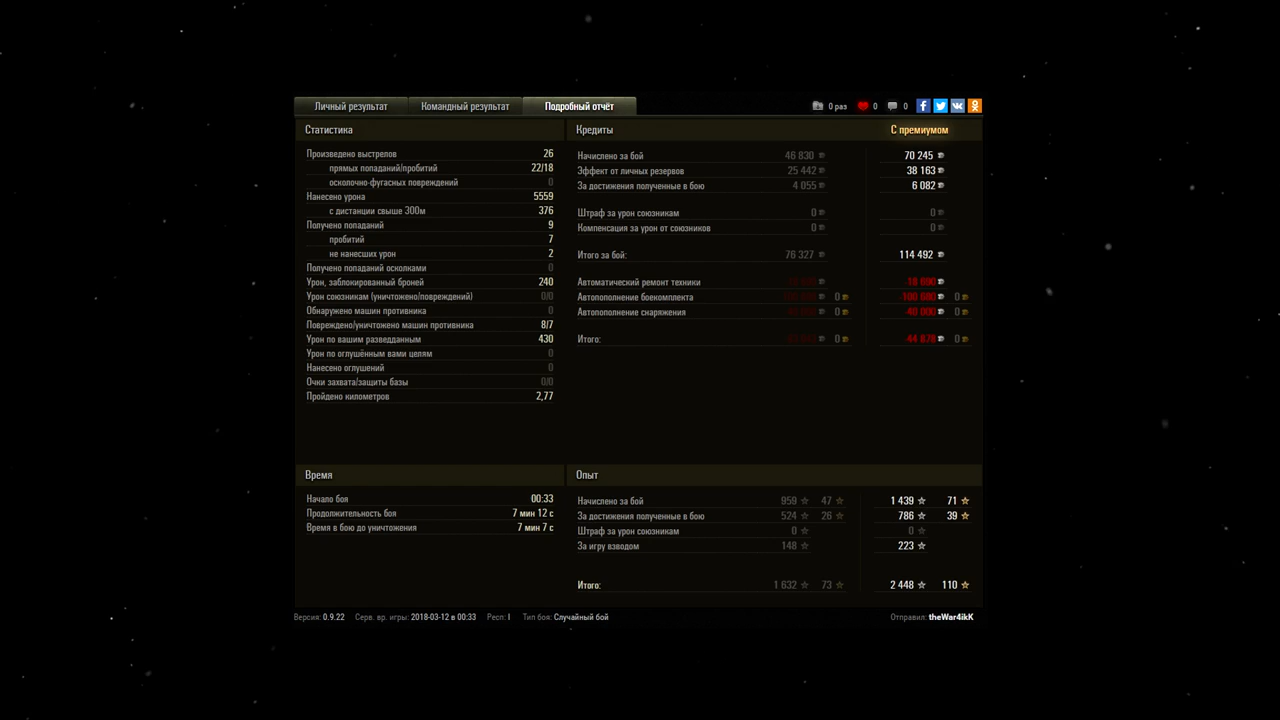 Личный результат Командный результат Подробный отчёт 0 раз 0 0
Статистика
Произведено выстрелов 26
прямых попаданий/пробитий 22/18
осколочно-фугасных повреждений 0
Нанесено урона 5559
с дистанции свыше 300м 376
Получено попаданий 9
пробитий 7
не нанесших урон 2
Получено попаданий осколками 0
Урон, заблокированный бронёй 240
Урон союзникам (уничтожено/повреждений) 0/0
Обнаружено машин противника 0
Повреждено/уничтожено машин противника 8/7
Урон по вашим разведданным 430
Урон по оглушённым вами целям 0
Нанесено оглушений 0
Очки захвата/защиты базы 0/0
Пройдено километров 2,77
Кредиты С премиумом
Начислено за бой 46 830 70 245
Эффект от личных резервов 25 442 38 163
За достижения полученные в бою 4 055 6 082
Штраф за урон союзникам 0 0
Компенсация за урон от союзников 0 0
Итого за бой: 76 327 114 492
Автоматический ремонт техники
Автопополнение боекомплекта 0 0
Автопополнение снаряжения 0 -40 000 0
Итого: 0 -44 878 0
Время
Начало боя 00:33
Продолжительность боя 7 мин 12 с
Время в бою до уничтожения 7 мин 7 с
Опыт
Начислено за бой 959 47 1 439 71
За достижения полученные в бою 524 26 786 39
Штраф за урон союзникам 0 0
За игру взводом 148 223
Итого: 1 632 73 2 448 110
Версия: 0.9.22 Серв. вр. игры: 2018-03-12 в 00:33 Респ: I Тип боя: Случайный бой Отправил: theWar4ikK